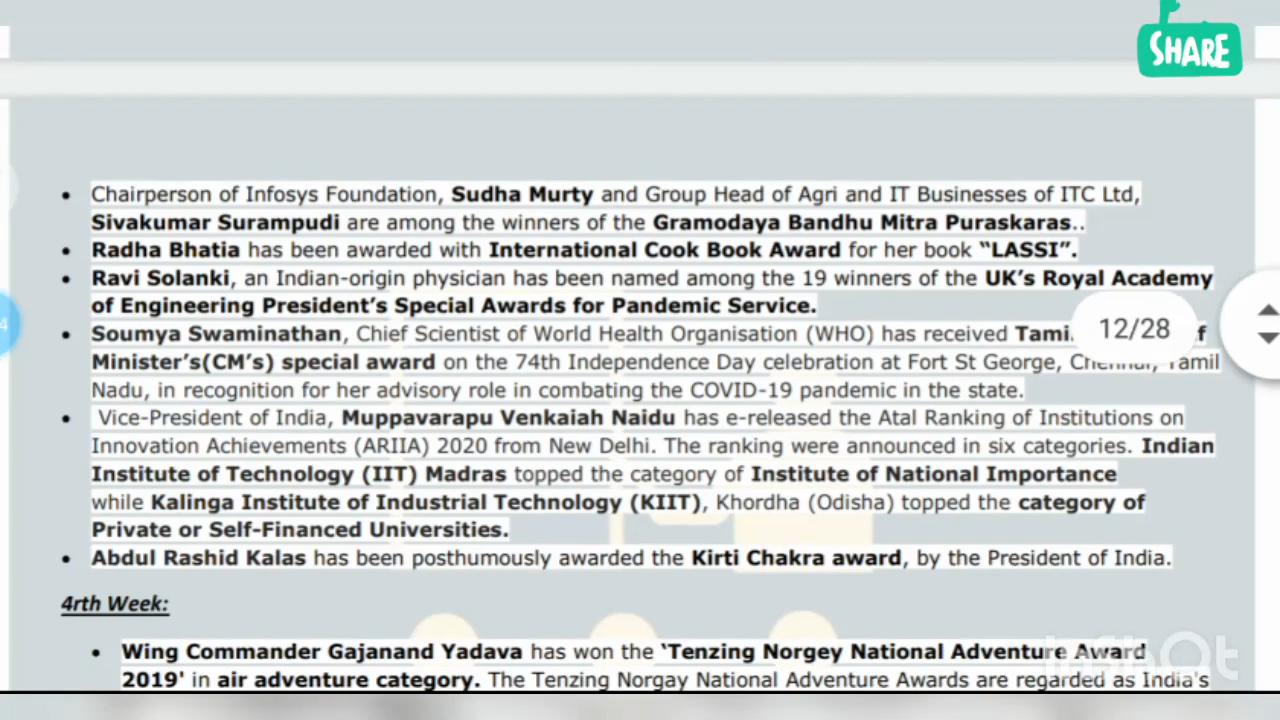 SHARE
Chairperson of Infosys Foundation, Sudha Murty and Group Head of Agri and IT Businesses of ITC Ltd,
Sivakumar Surampudi are among the winners of the Gramodaya Bandhu Mitra Puraskaras..
Radha Bhatia has been awarded with International Cook Book Award for her book “LASSI”.
Ravi Solanki, an Indian-origin physician has been named among the 19 winners of the UK’s Royal Academy
of Engineering President’s Special Awards for Pandemic Service.
12/28
4
Soumya Swaminathan, Chief Scientist of World Health Organisation (WHO) has received
Minister’s(CM’s) special award on the 74th Independence Day celebration at Fort St George, Chennai, Tamil
Nadu, in recognition for her advisory role in combating the COVID-19 pandemic in the state.
Vice-President of India, Muppavarapu Venkaiah Naidu has e-released the Atal Ranking of Institutions on
Innovation Achievements (ARIIA) 2020 from New Delhi. The ranking were announced in six categories. Indian
Institute of Technology (IIT) Madras topped the category of Institute of National Importance
while Kalinga Institute of Industrial Technology (KIIT), Khordha (Odisha) topped the category of
Private or Self-Financed Universities.
Abdul Rashid Kalas has been posthumously awarded the Kirti Chakra award, by the President of India.
4rth Week:
Wing Commander Gajanand Yadava has won the ‘Tenzing Norgey National Adventure Award
2019' in air adventure category. The Tenzing Norgay National Adventure Awards are regarded as India's
InShOt